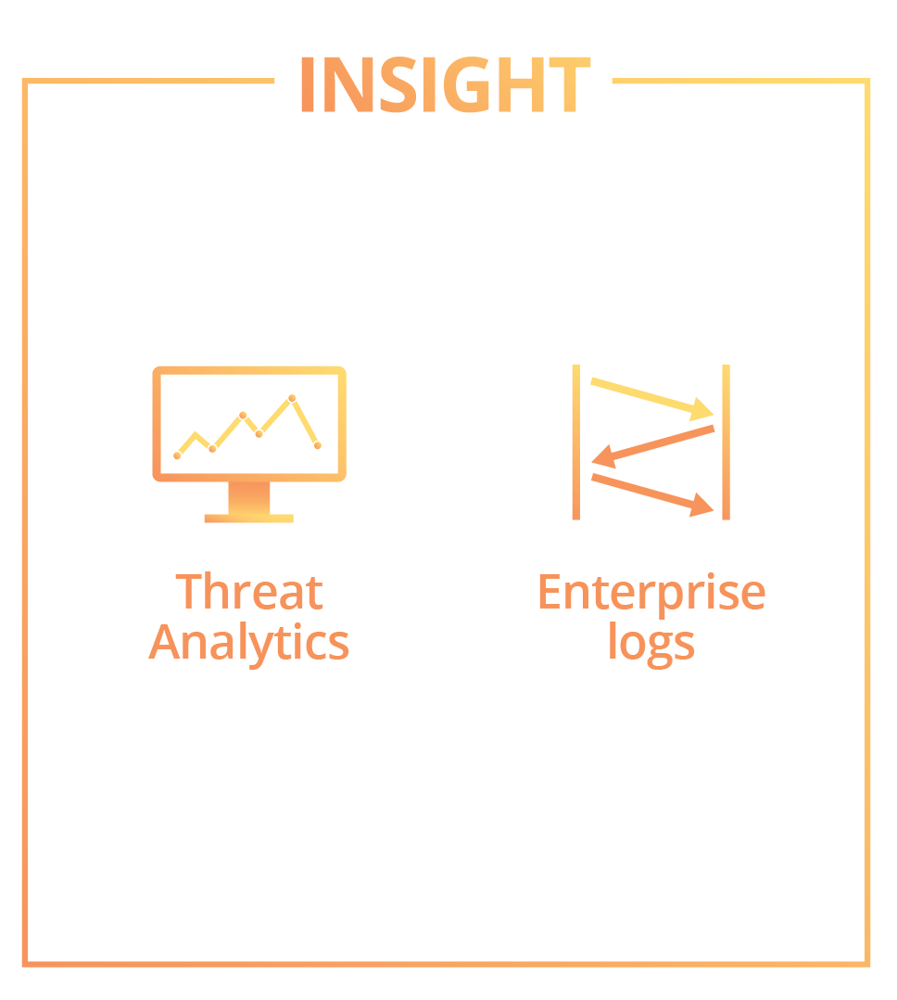 INSIGHT
Threat
Analytics
Enterprise
logs